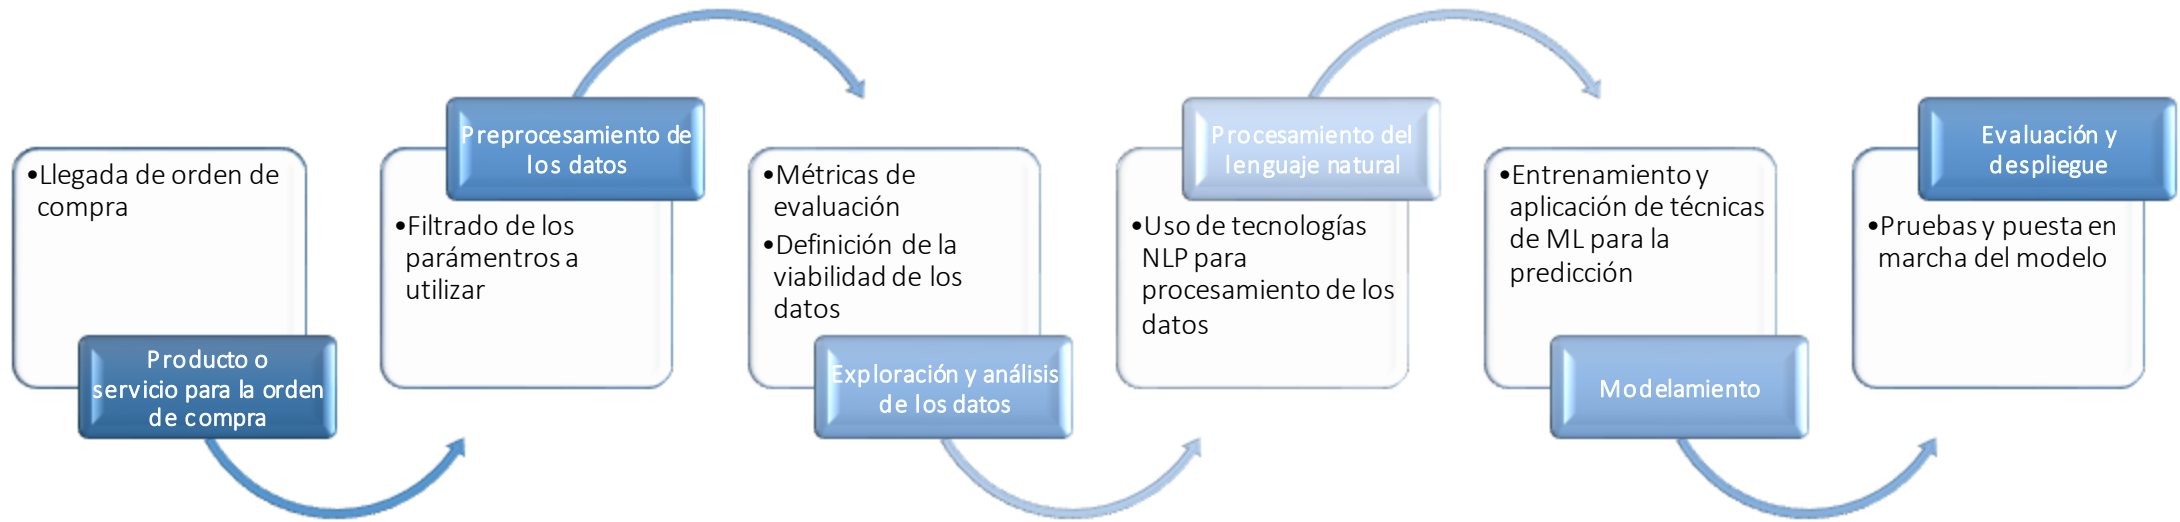 •Llegada de orden de
compra
Producto o
servicio para la orden
de compra
Preprocesamiento de
los datos
•Filtrado de los
parámentros a
utilizar
•Métricas de
evaluación
•Definición de la
viabilidad de los
datos
Exploración y análisis
de los datos
Procesamiento del
lenguaje natural
•Uso de tecnologías
NLP para
procesamiento de los
datos
•Entrenamiento y
aplicación de técnicas
de ML para la
predicción
Modelamiento
Evaluación y
despliegue
•Pruebas y puesta en
marcha del modelo